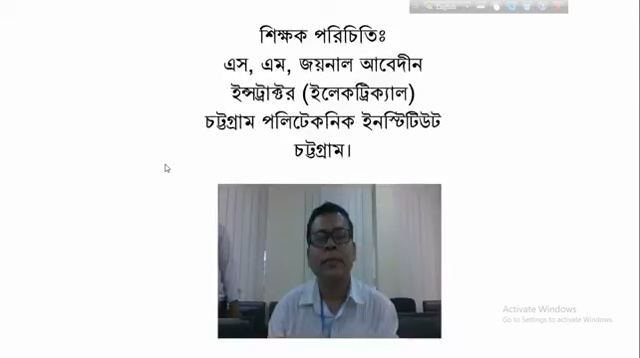 English
শিক্ষক পরিচিতিঃ
এস, এম, জয়নাল আবেদীন
ইন্সট্রাক্টর (ইলেকট্রিক্যাল)
চট্টগ্রাম পলিটেকনিক ইনস্টিটিউট
চট্টগ্রাম।
Activate Windows
Go to Settings to activate Windows.